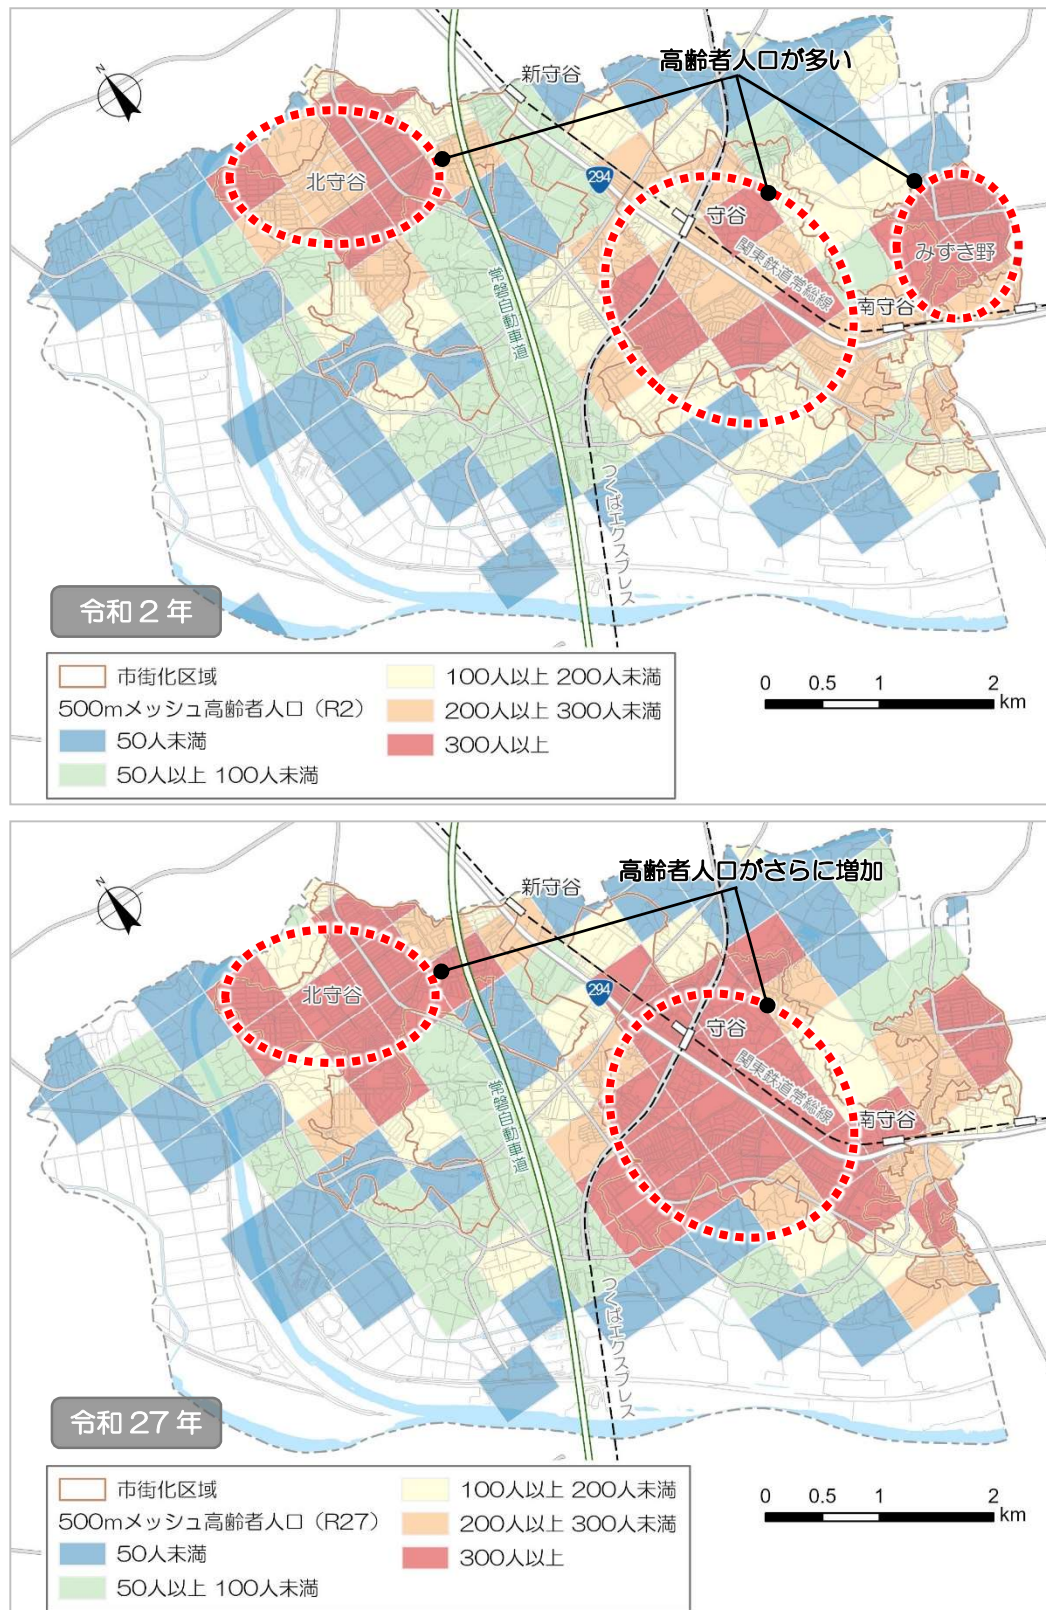 高齢者人口が多い
N
新守谷
294
北守谷
守谷
みずき野
関東鉄道常総線
南守谷
常磐自動車道
つくばエクスプレス
令和2年
市街化区域
500mメッシュ高齢者人口（R2）
50人未満
50人以上 100人未満
100人以上 200人未満
200人以上 300人未満
300人以上
0 0.5 1 2
km
高齢者人口がさらに増加
N
新守谷
294
北守谷
守谷
関東鉄道常総線
南守谷
常磐自動車道
つくばエクスプレス
令和27年
市街化区域
500mメッシュ高齢者人口（R27）
50人未満
50人以上 100人未満
100人以上 200人未満
200人以上 300人未満
300人以上
0 0.5 1 2
km